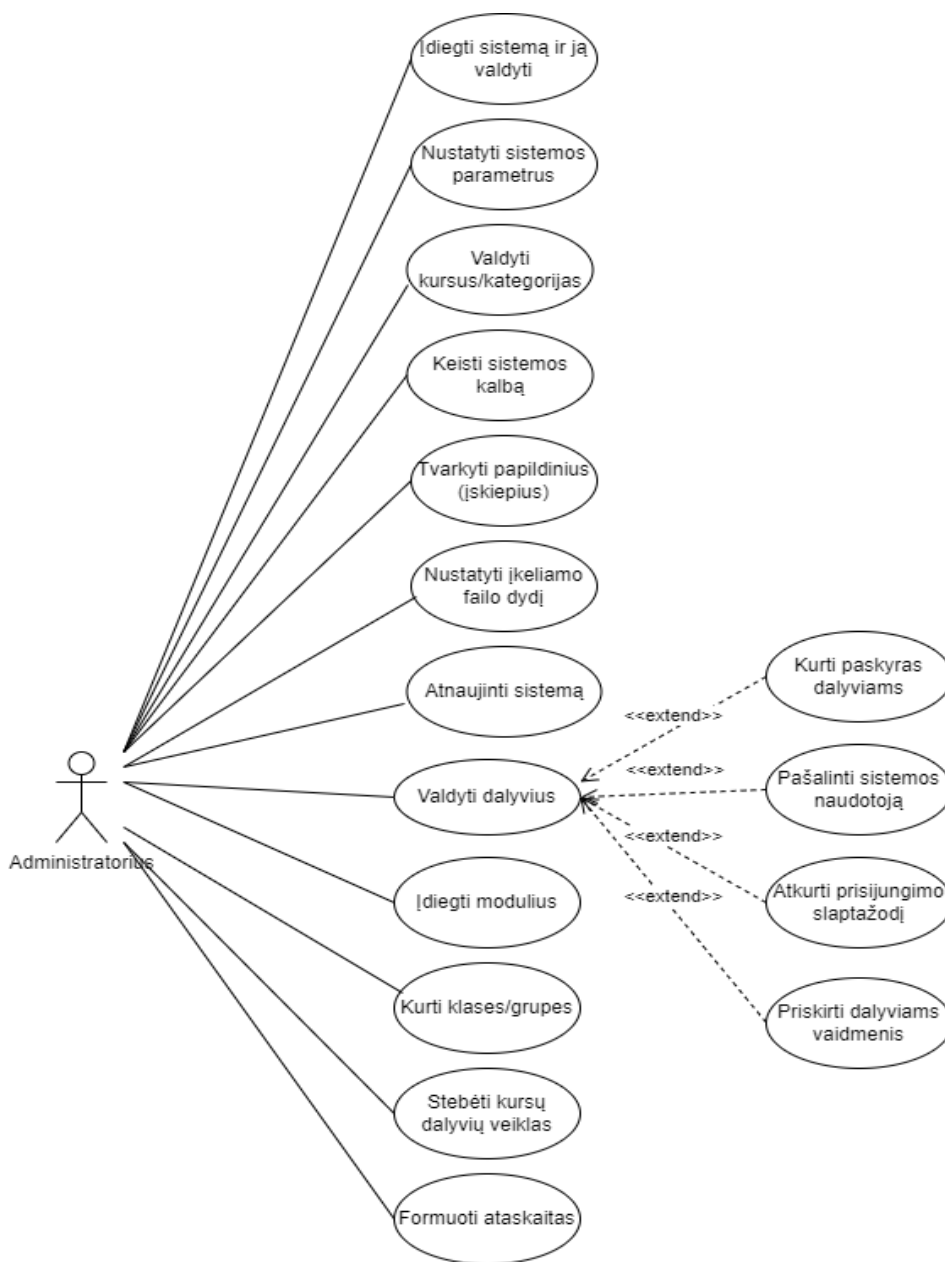 Įdiegti sistemą ir ją
valdyti
Nustatyti sistemos
parametrus
Valdyti
kursus/kategorijas
Keisti sistemos
kalbą
Tvarkyti papildinius
(įskiepius)
Nustatyti įkeliamo
failo dydį
Atnaujinti sistemą
Valdyti dalyvius
Įdiegti modulius
Kurti klases/grupes
Stebėti kursų
dalyvių veiklas
Formuoti ataskaitas
Administratorius
<<extend>>
<<extend>>
<<extend>>
<<extend>>
Kurti paskyras
dalyviams
Pašalinti sistemos
naudotoją
Atkurti prisijungimo
slaptažodį
Priskirti dalyviams
vaidmenis